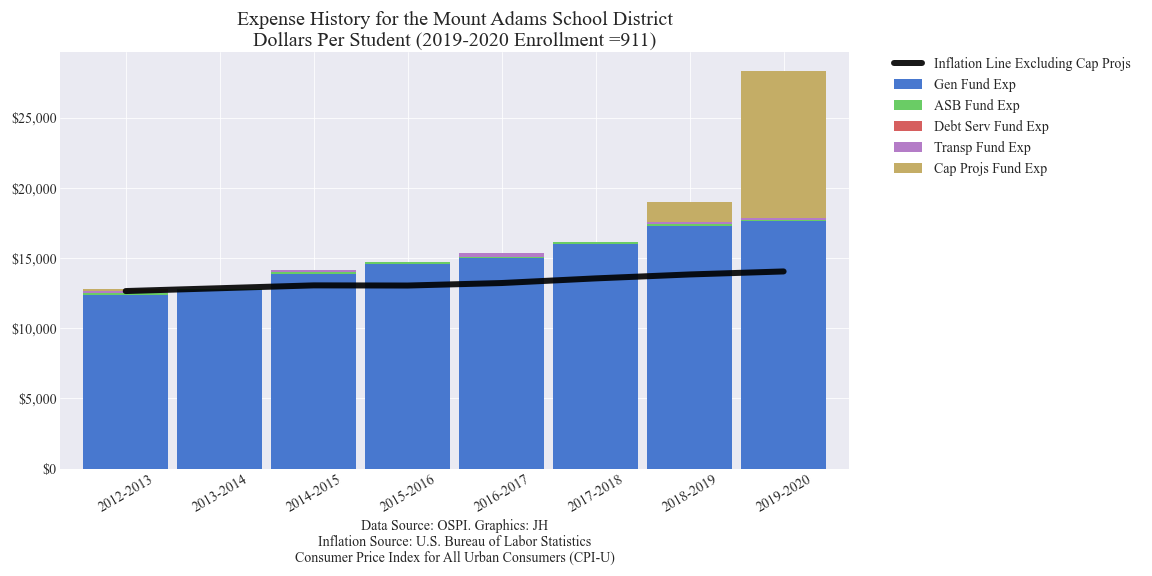 Expense History for the Mount Adams School District
Dollars Per Student (2019-2020 Enrollment =911)
Inflation Line Excluding Cap Projs
Gen Fund Exp
ASB Fund Exp
Debt Serv Fund Exp
Transp Fund Exp
Cap Projs Fund Exp
$25,000
$20,000
$15,000
$10,000
$5,000
$0
2012-2013
2013-2014
2014-2015
2015-2016
2016-2017
2017-2018
2018-2019
2019-2020
Data Source: OSPI. Graphics: JH
Inflation Source: U.S. Bureau of Labor Statistics
Consumer Price Index for All Urban Consumers (CPI-U)